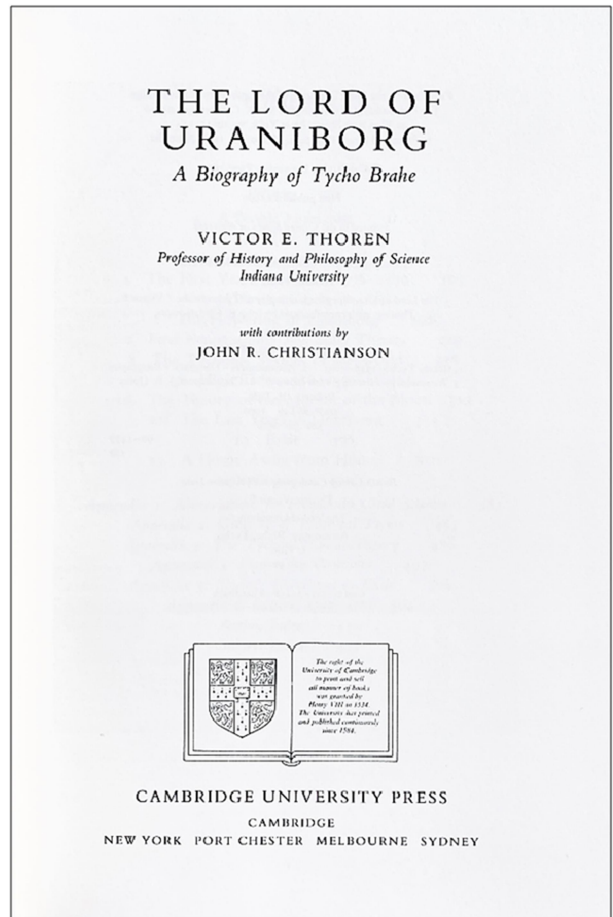 THE LORD OF
URANIBORG
A Biography of Tycho Brahe
VICTOR E. THOREN
Professor of History and Philosophy of Science
Indiana University
with contributions by
JOHN R. CHRISTIANSON
The right of the
University of Cambridge
to print and sell
all manner of books
was granted by
Henry VIII in 1534.
The University has printed
and published continuously
since 1584.
CAMBRIDGE UNIVERSITY PRESS
CAMBRIDGE
NEW YORK PORT CHESTER MELBOURNE SYDNEY